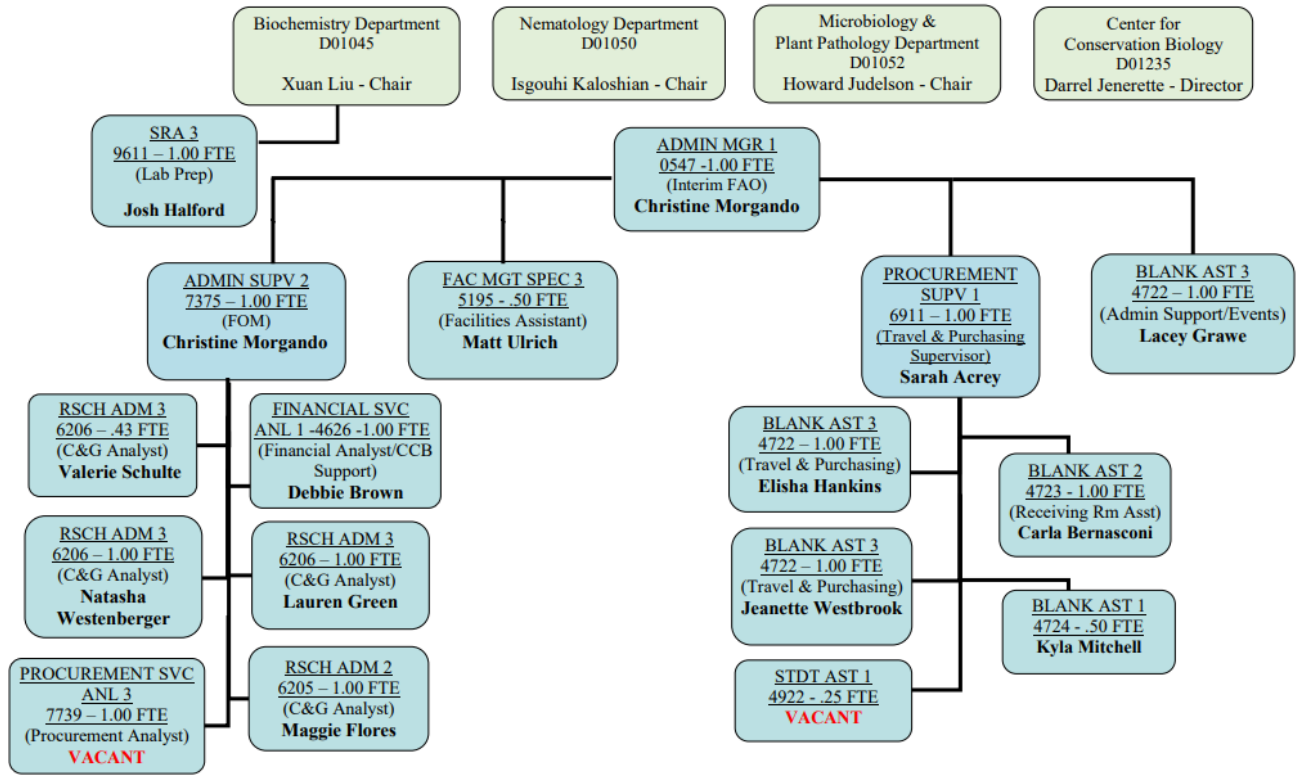 Biochemistry Department
D01045
Xuan Liu - Chair
Nematology Department
D01050
Isgouhi Kaloshian - Chair
Microbiology &
Plant Pathology Department
D01052
Howard Judelson - Chair
Center for
Conservation Biology
D01235
Darrel Jenerette - Director
SRA 3
9611 – 1.00 FTE
(Lab Prep)
Josh Halford
ADMIN MGR 1
0547 -1.00 FTE
(Interim FAO)
Christine Morgando
ADMIN SUPV 2
7375 – 1.00 FTE
(FOM)
Christine Morgando
FAC MGT SPEC 3
5195 - .50 FTE
(Facilities Assistant)
Matt Ulrich
PROCUREMENT
SUPV 1
6911 – 1.00 FTE
(Travel & Purchasing
Supervisor)
Sarah Acrey
BLANK AST 3
4722 – 1.00 FTE
(Admin Support/Events)
Lacey Grawe
RSCH ADM 3
6206 – .43 FTE
(C&G Analyst)
Valerie Schulte
FINANCIAL SVC
ANL 1 -4626 -1.00 FTE
(Financial Analyst/CCB
Support)
Debbie Brown
RSCH ADM 3
6206 – 1.00 FTE
(C&G Analyst)
Natasha
Westenberger
RSCH ADM 3
6206 – 1.00 FTE
(C&G Analyst)
Lauren Green
PROCUREMENT SVC
ANL 3
7739 – 1.00 FTE
(Procurement Analyst)
VACANT
RSCH ADM 2
6205 – 1.00 FTE
(C&G Analyst)
Maggie Flores
BLANK AST 3
4722 – 1.00 FTE
(Travel & Purchasing)
Elisha Hankins
BLANK AST 2
4723 - 1.00 FTE
(Receiving Rm Asst)
Carla Bernasconi
BLANK AST 3
4722 – 1.00 FTE
(Travel & Purchasing)
Jeanette Westbrook
BLANK AST 1
4724 - .50 FTE
Kyla Mitchell
STDT AST 1
4922 - .25 FTE
VACANT